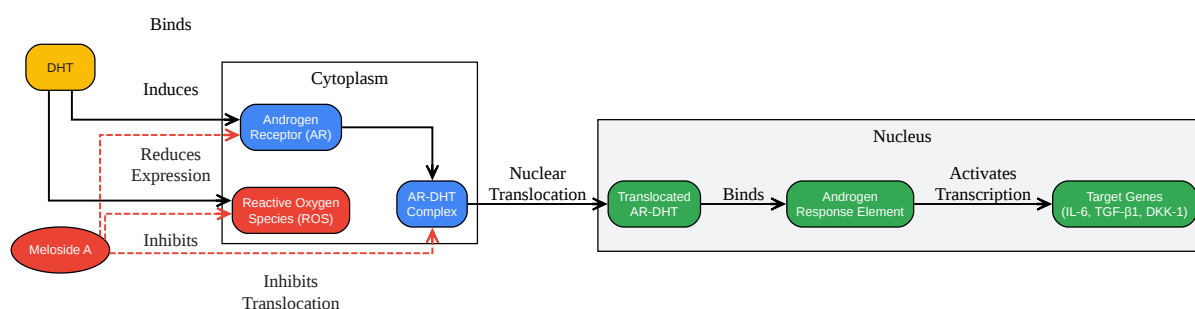 Binds
DHT
Cytoplasm
Induces
Androgen
Receptor (AR)
Nucleus
Reduces
Expression
Nuclear
Translocation
Activates
Transcription
Reactive Oxygen
Species (ROS)
AR-DHT
Complex
Translocated
AR-DHT
Binds
Androgen
Response Element
Target Genes
(IL-6, TGF-β1, DKK-1)
Meloside A
Inhibits
Inhibits
Translocation